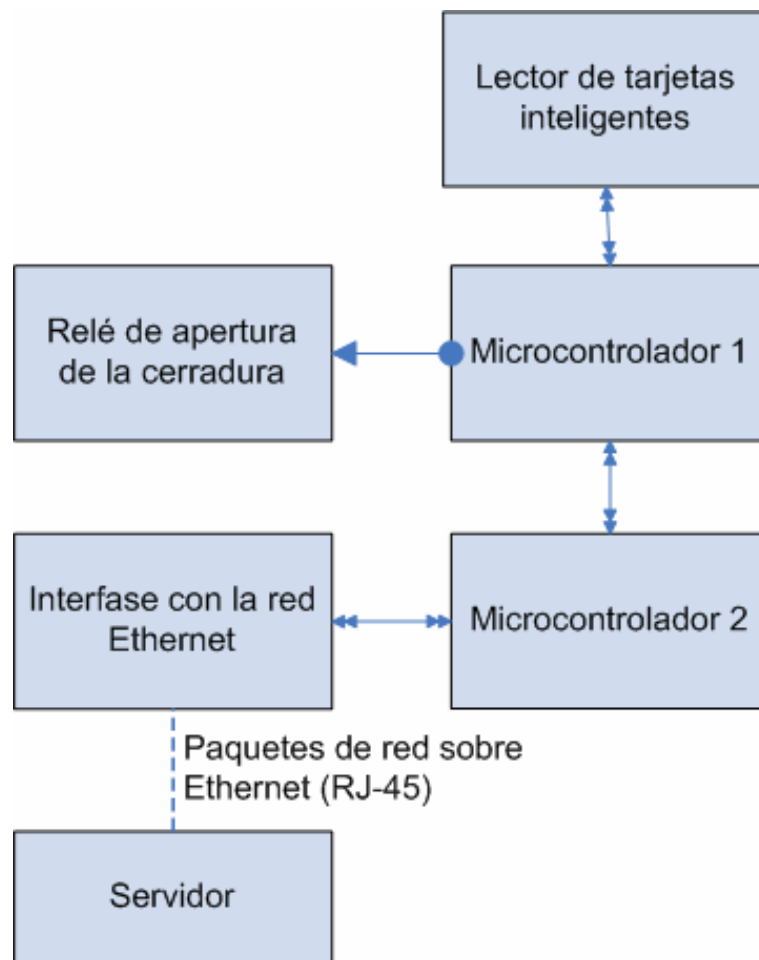 Lector de tarjetas
inteligentes
Relé de apertura
de la cerradura
Microcontrolador 1
Interfase con la red
Ethernet
Microcontrolador 2
Paquetes de red sobre
Ethernet (RJ-45)
Servidor